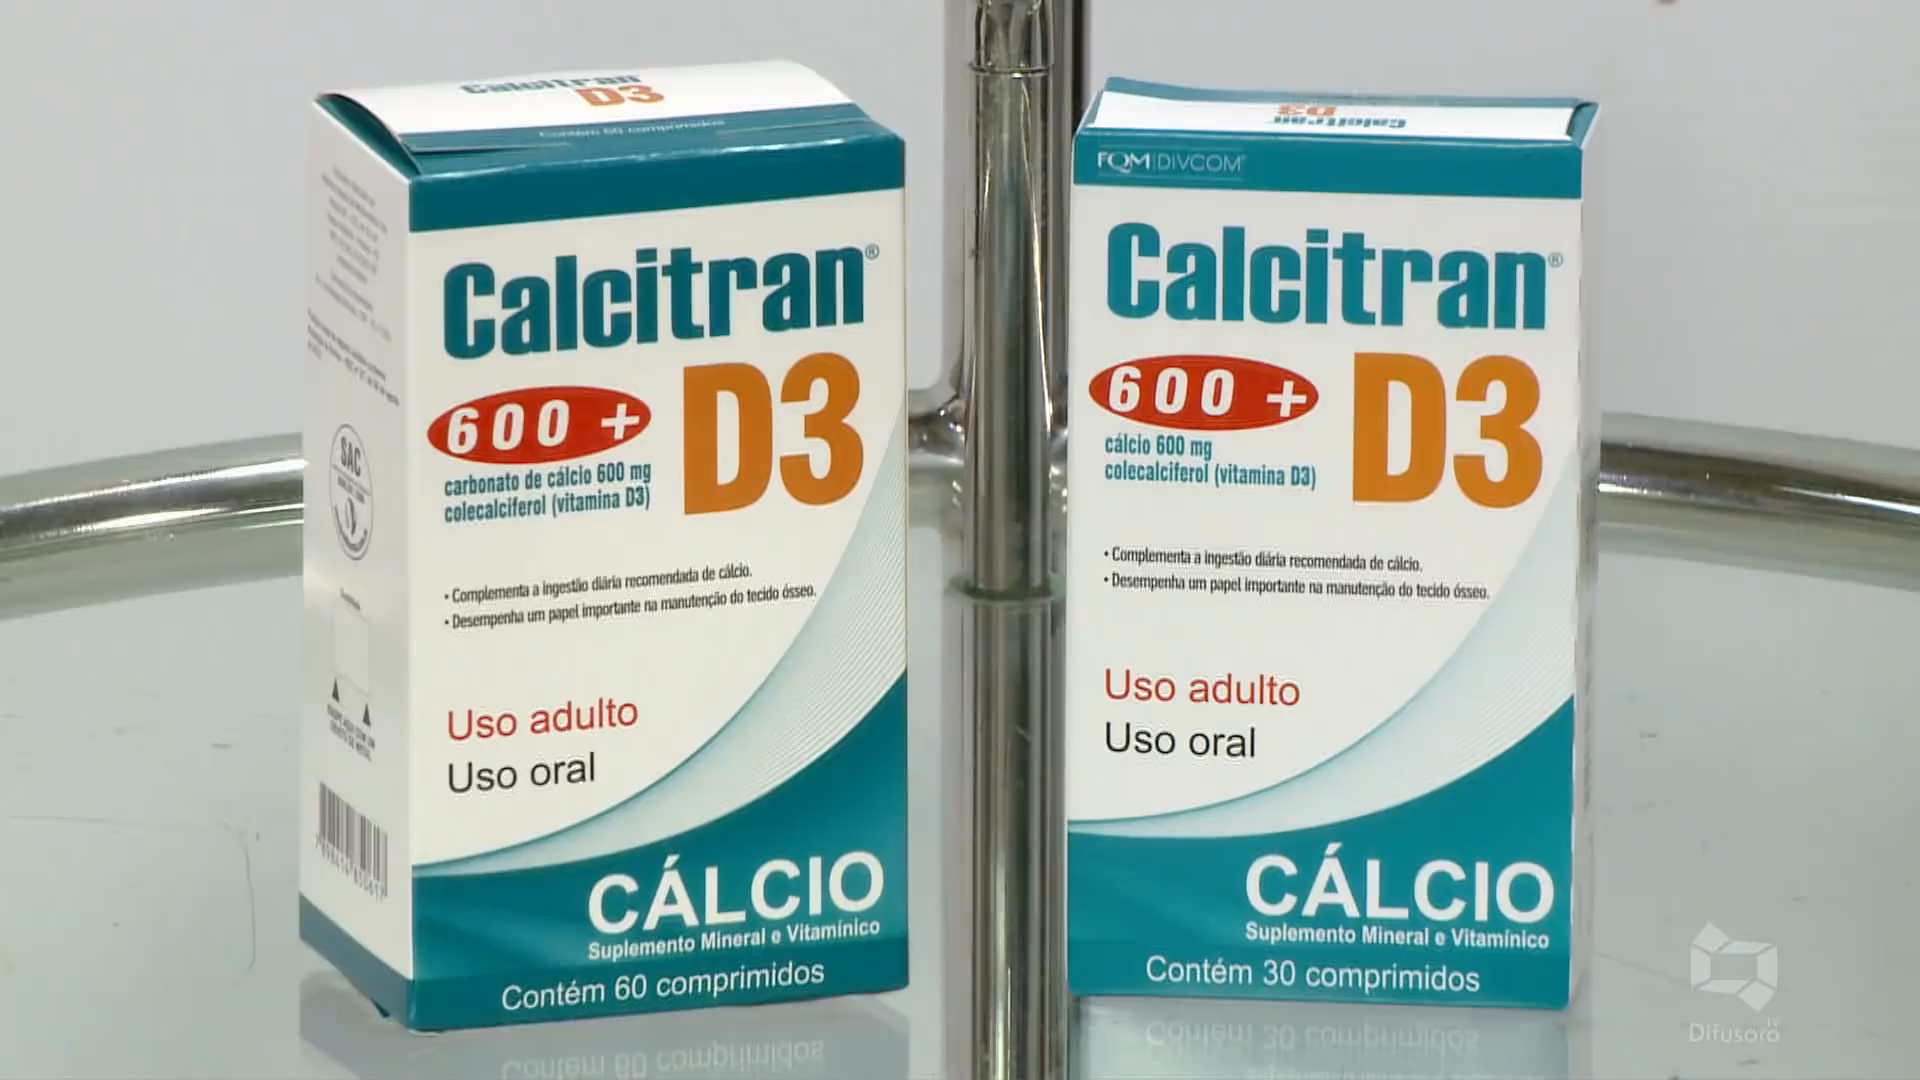 Calcitran
D3
Contém 60 comprimidos
Calcitran®
600 +
D3
carbonato de cálcio 600 mg
colecalciferol (vitamina D3)
• Complementa a ingestão diária recomendada de cálcio.
• Desempenha um papel importante na manutenção do tecido ósseo.
Uso adulto
Uso oral
CÁLCIO
Suplemento Mineral e Vitamínico
Contém 60 comprimidos
SAC
Calcitran
D3
FQM|DIVCOM
Calcitran®
600 +
D3
cálcio 600 mg
colecalciferol (vitamina D3)
• Complementa a ingestão diária recomendada de cálcio.
• Desempenha um papel importante na manutenção do tecido ósseo.
Uso adulto
Uso oral
CÁLCIO
Suplemento Mineral e Vitamínico
Contém 30 comprimidos
Difusora